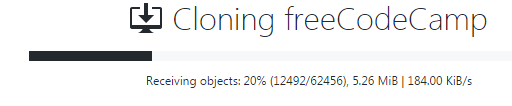 Cloning freeCodeCamp
Receiving objects: 20% (12492/62456), 5.26 MiB | 184.00 KiB/s